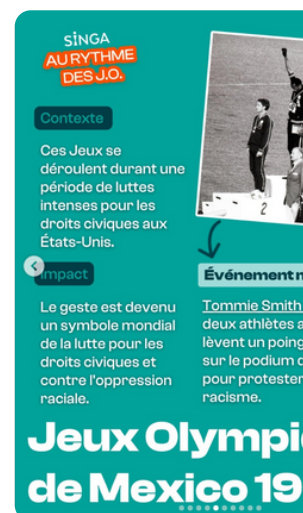 SINGA
AU RYTHME
DES J.O.
Contexte
Ces Jeux se
déroulent durant une
période de luttes
intenses pour les
droits civiques aux
États-Unis.
2
Impact
Événement
Le geste est devenu
un symbole mondial
de la lutte pour les
droits civiques et
contre l'oppression
raciale.
Tommie Smith
deux athlètes
lèvent un poing
sur le podium
pour protester
racisme.
Jeux Olympi
de Mexico 19